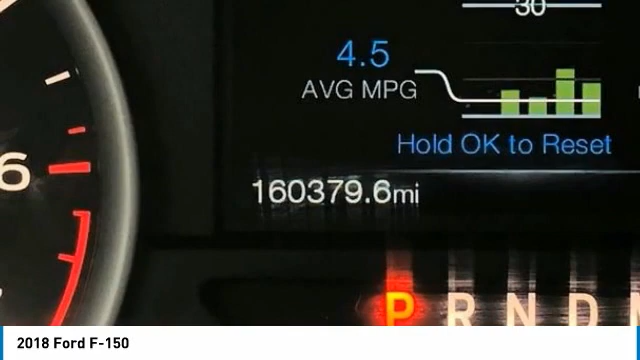 30
4.5
AVG MPG
Hold OK to Reset
160379.6mi
6
P R N D
2018 Ford F-150